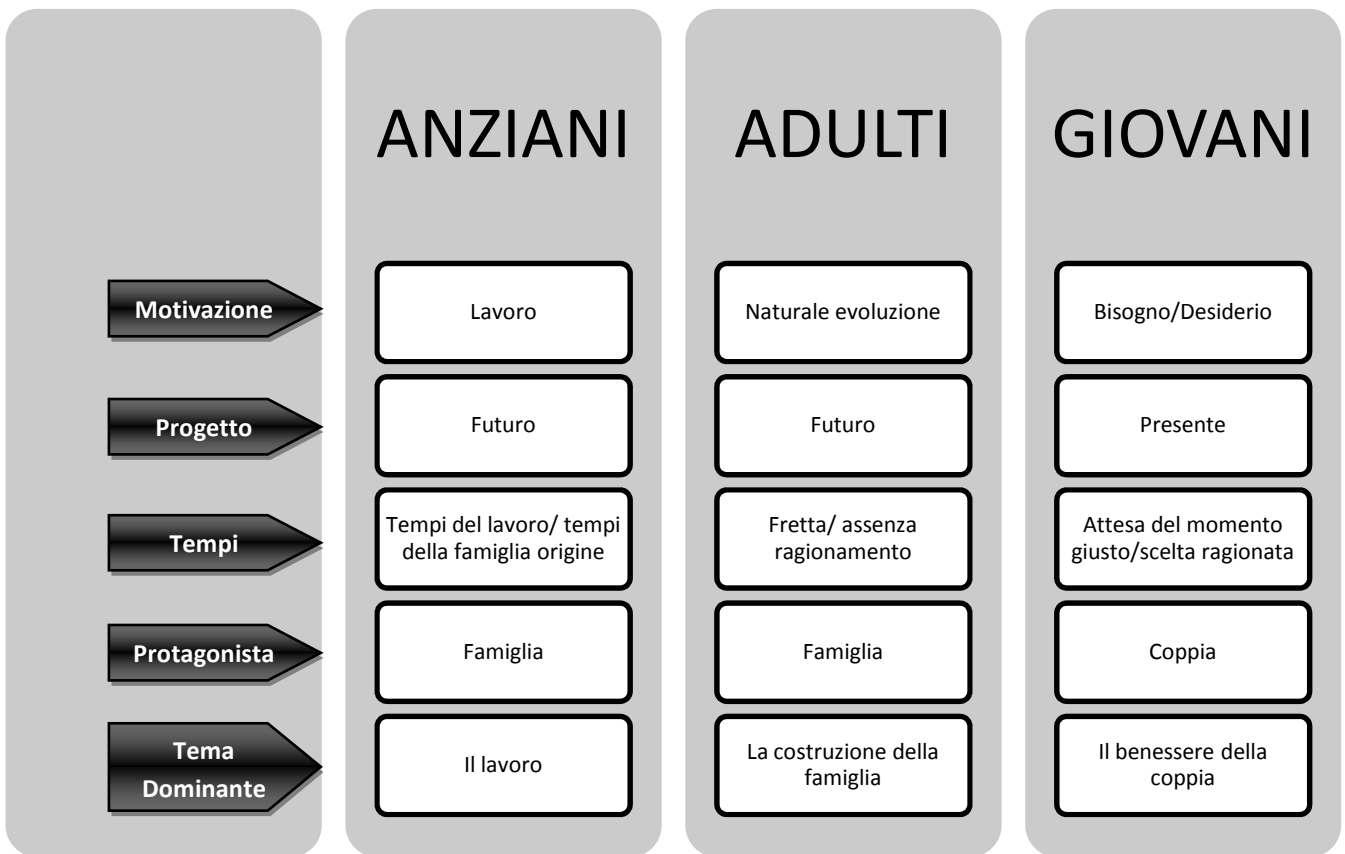 ANZIANI
ADULTI
GIOVANI
Motivazione
Lavoro
Naturale evoluzione
Bisogno/Desiderio
Progetto
Futuro
Futuro
Presente
Tempi
Tempi del lavoro/ tempi
della famiglia origine
Fretta/ assenza
ragionamento
Attesa del momento
giusto/scelta ragionata
Protagonista
Famiglia
Famiglia
Coppia
Tema
Dominante
Il lavoro
La costruzione della
famiglia
Il benessere della
coppia